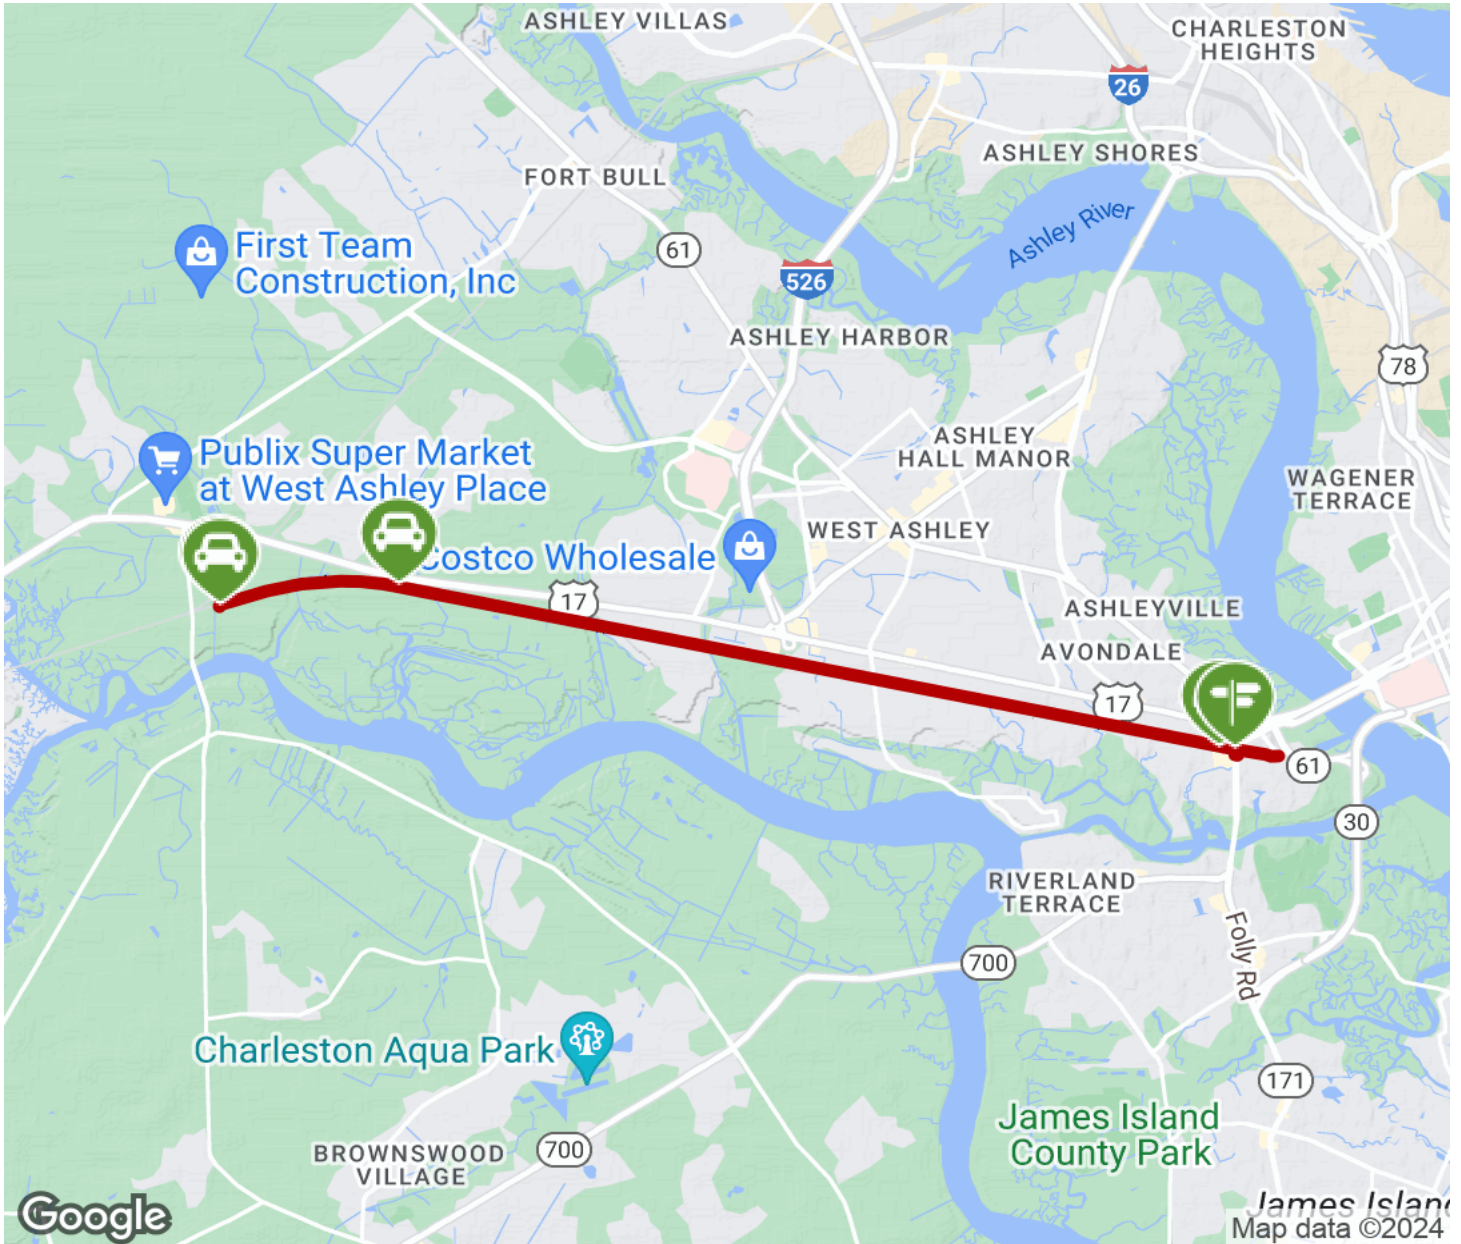 ASHLEY VILLAS
CHARLESTON
HEIGHTS
26
ASHLEY SHORES
FORT BULL
Ashley River
61
First Team
Construction, Inc
526
ASHLEY HARBOR
78
Publix Super Market
at West Ashley Place
ASHLEY
HALL MANOR
WAGENER
TERRACE
WEST ASHLEY
Costco Wholesale
17
ASHLEYVILLE
AVONDALE
17
61
30
RIVERLAND
TERRACE
Folly Rd
700
Charleston Aqua Park
171
James Island
County Park
BROWNSWOOD
VILLAGE
700
James Islan
Google
Map data ©2024